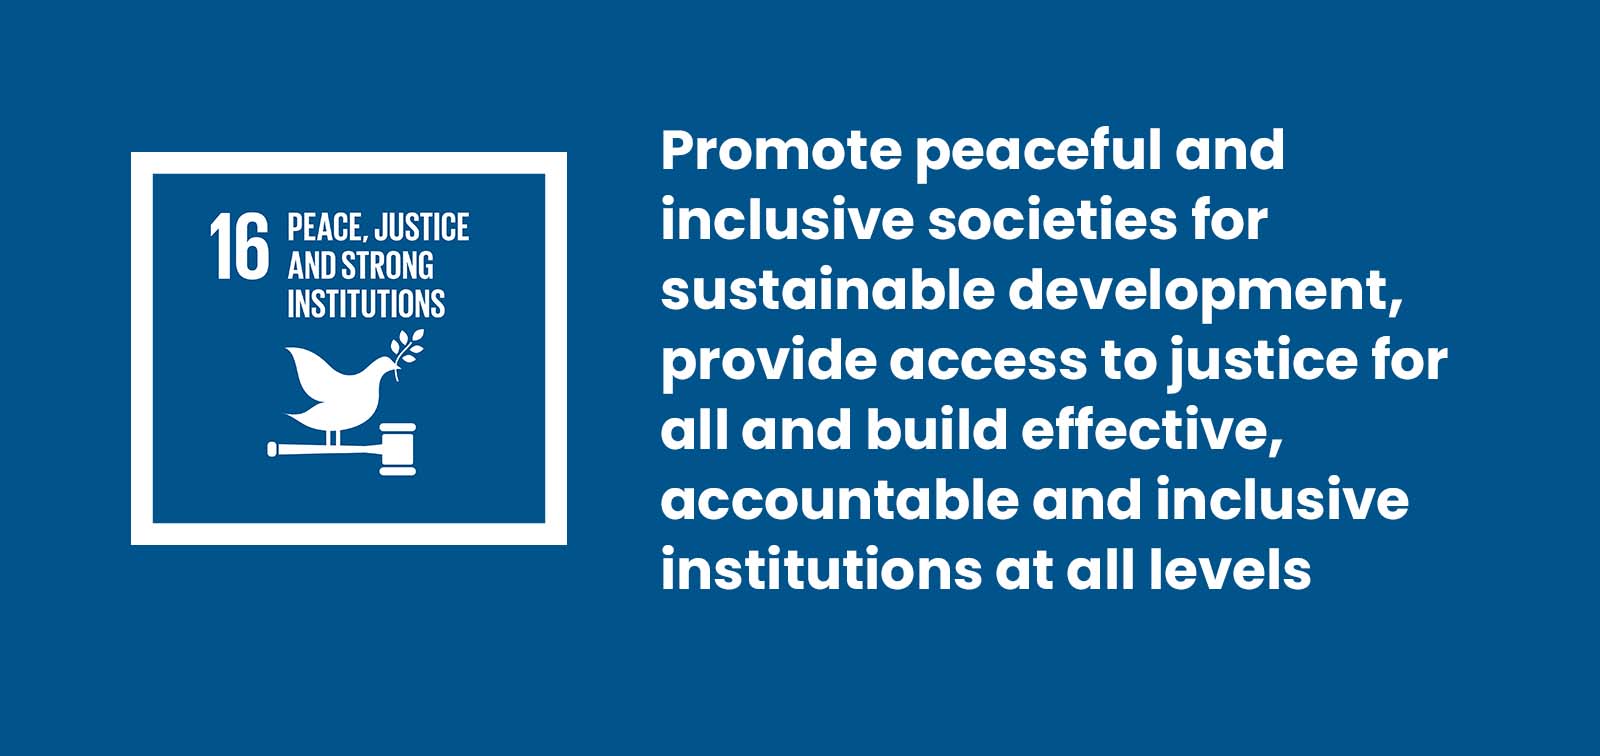 16
PEACE, JUSTICE
AND STRONG
INSTITUTIONS
Promote peaceful and
inclusive societies for
sustainable development,
provide access to justice for
all and build effective,
accountable and inclusive
institutions at all levels